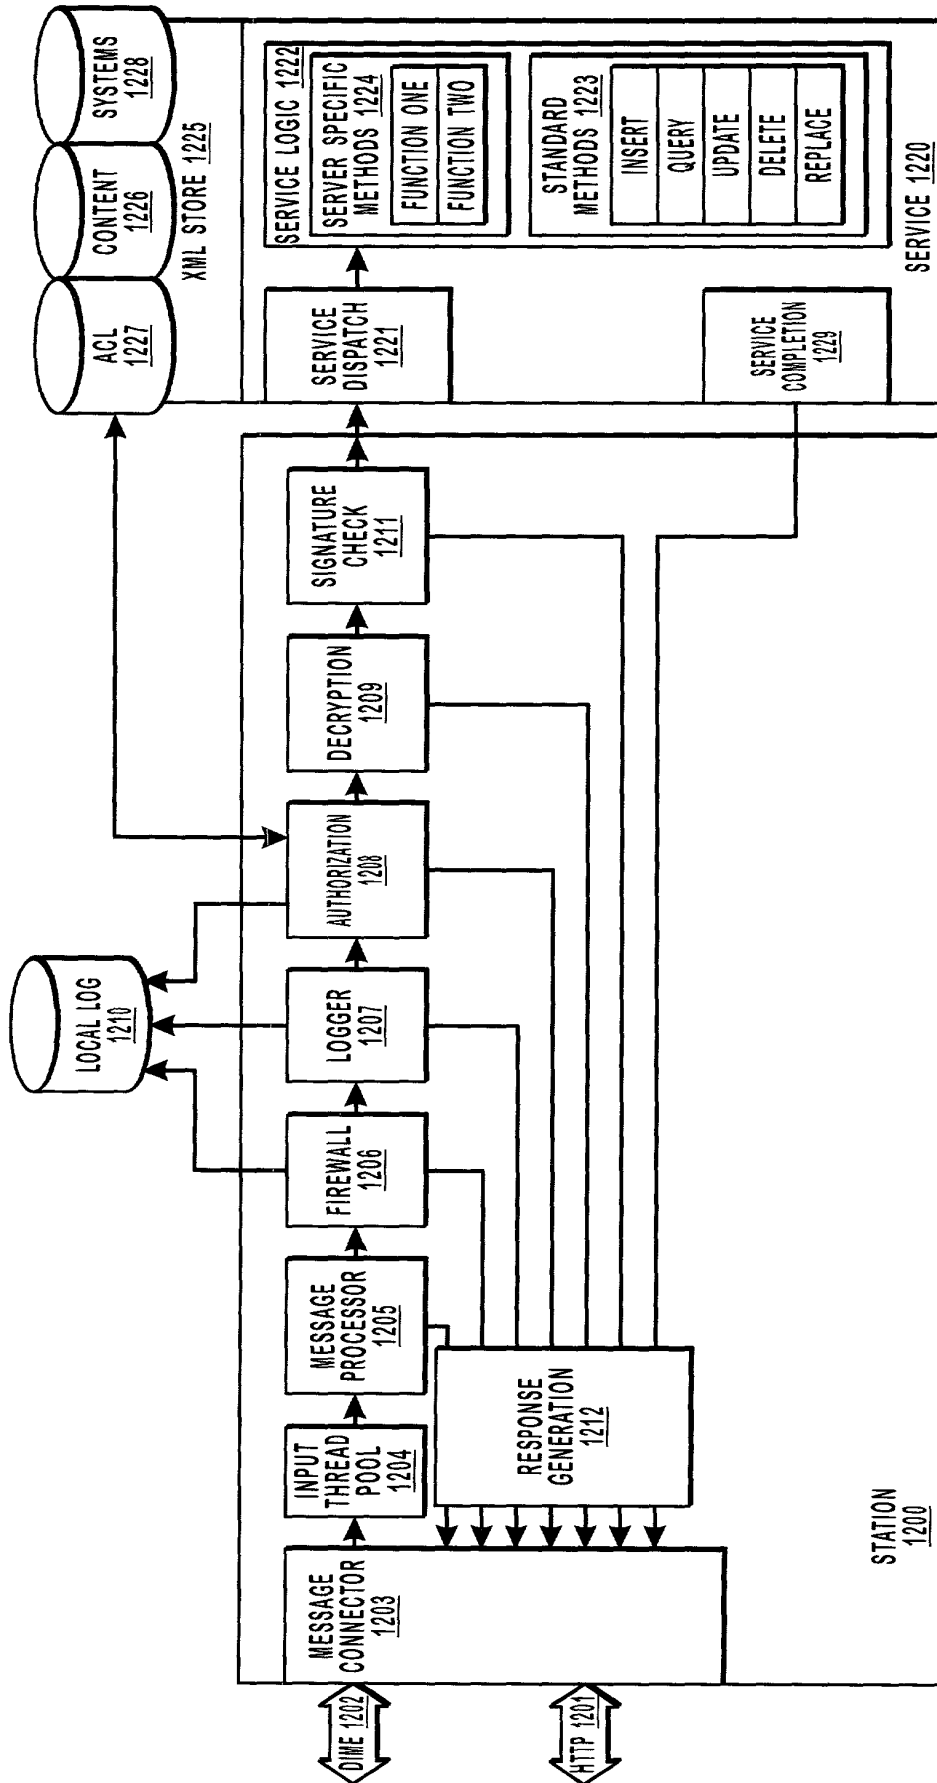 LOCAL LOG
1210
ACL
1227
CONTENT
1226
SYSTEMS
1228
XML STORE 1225
DIME 1202
HTTP 1201
MESSAGE
CONNECTOR
1203
INPUT
THREAD
POOL
1204
MESSAGE
PROCESSOR
1205
FIREWALL
1206
LOGGER
1207
AUTHORIZATION
1208
DECRYPTION
1209
SIGNATURE
CHECK
1211
RESPONSE
GENERATION
1212
STATION
1200
SERVICE
DISPATCH
1221
SERVICE
COMPLETION
1229
SERVICE LOGIC 1222
SERVER SPECIFIC
METHODS 1224
FUNCTION ONE
FUNCTION TWO
STANDARD
METHODS 1223
INSERT
QUERY
UPDATE
DELETE
REPLACE
SERVICE 1220